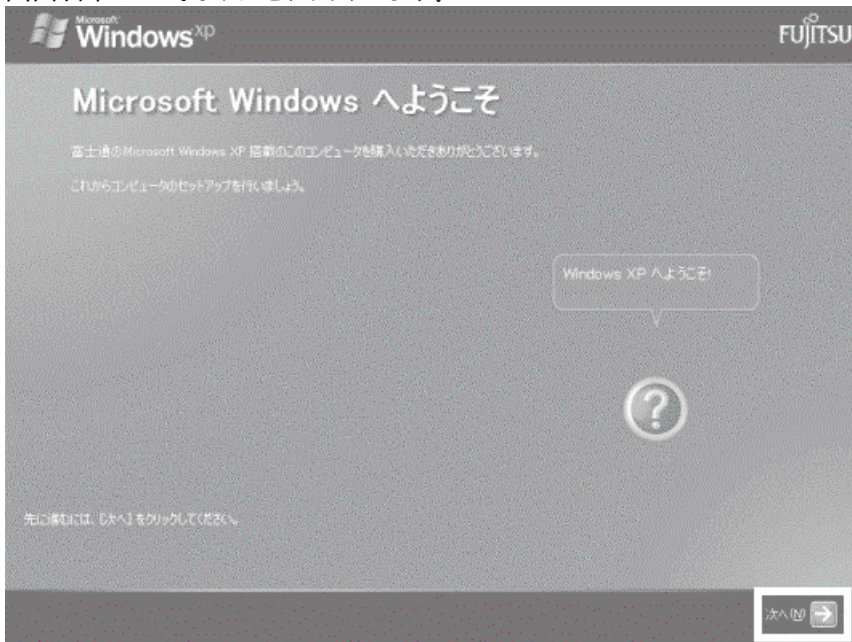 Microsoft
Windows xp
FUJITSU
Microsoft Windows へようこそ
富士通のMicrosoft Windows XP 搭載のこのコンピュータを購入いただきありがとうございます。
これからコンピュータのセットアップを行いましょう。
Windows XP へようこそ!
先に進むには、[次へ] をクリックしてください。
次へ(N)